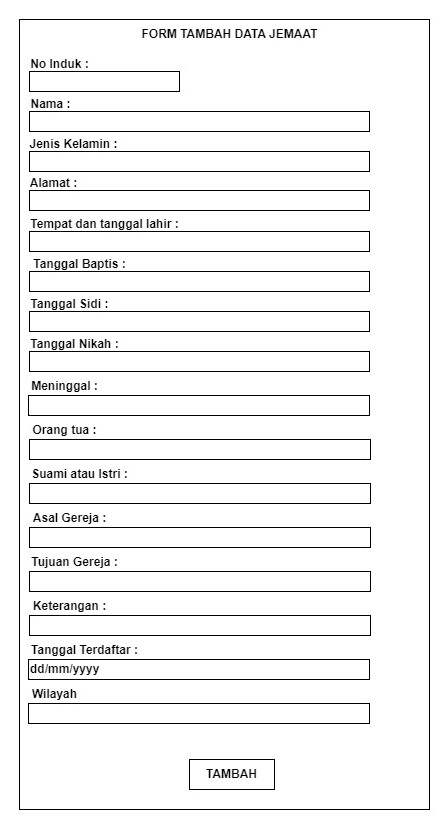 FORM TAMBAH DATA JEMAAT
No Induk :
Nama :
Jenis Kelamin :
Alamat :
Tempat dan tanggal lahir :
Tanggal Baptis :
Tanggal Sidi :
Tanggal Nikah :
Meninggal :
Orang tua :
Suami atau Istri :
Asal Gereja :
Tujuan Gereja :
Keterangan :
Tanggal Terdaftar :
dd/mm/yyyy
Wilayah
TAMBAH